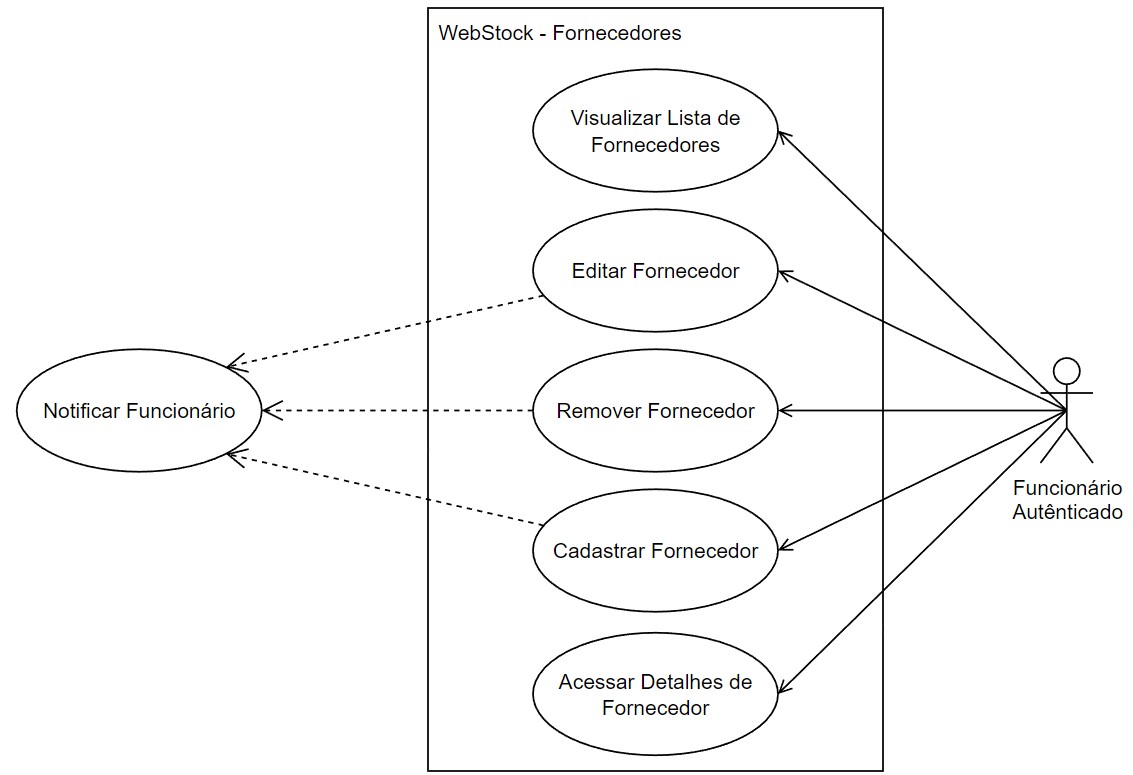 WebStock - Fornecedores
Visualizar Lista de
Fornecedores
Editar Fornecedor
Notificar Funcionário
Remover Fornecedor
Funcionário
Autênticado
Cadastrar Fornecedor
Acessar Detalhes de
Fornecedor